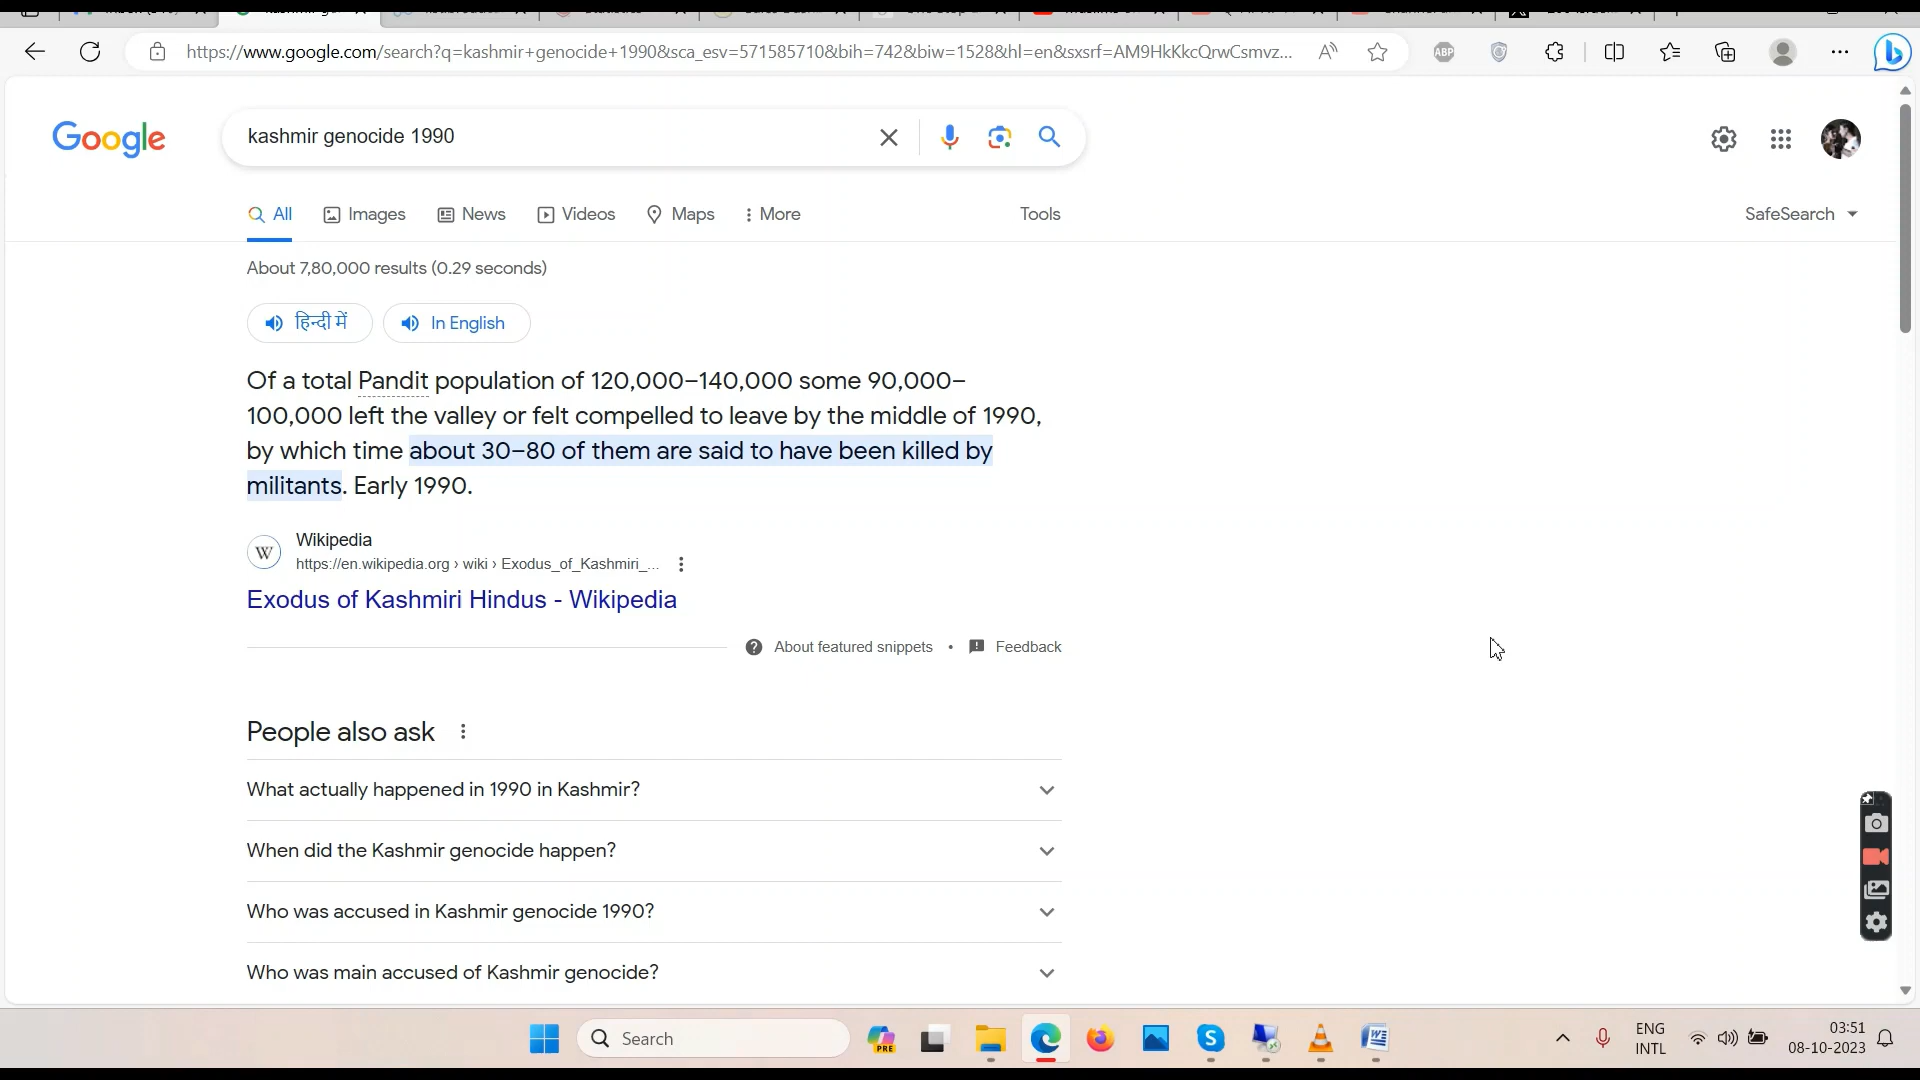 https://www.google.com/search?q=kashmir+genocide+1990&sca_esv=571585710&bih=742&biw=1528&hl=en&sxsrf=AM9HkKkcQrwCsmvz...
ABP
Google
kashmir genocide 1990
All Images News Videos Maps More Tools SafeSearch
About 7,80,000 results (0.29 seconds)
हिन्दी में In English
Of a total Pandit population of 120,000–140,000 some 90,000–
100,000 left the valley or felt compelled to leave by the middle of 1990,
by which time about 30–80 of them are said to have been killed by
militants. Early 1990.
W Wikipedia
https://en.wikipedia.org › wiki › Exodus_of_Kashmiri_...
Exodus of Kashmiri Hindus - Wikipedia
About featured snippets • Feedback
People also ask
What actually happened in 1990 in Kashmir?
When did the Kashmir genocide happen?
Who was accused in Kashmir genocide 1990?
Who was main accused of Kashmir genocide?
Search
PRE
ENG
INTL
03:51
08-10-2023